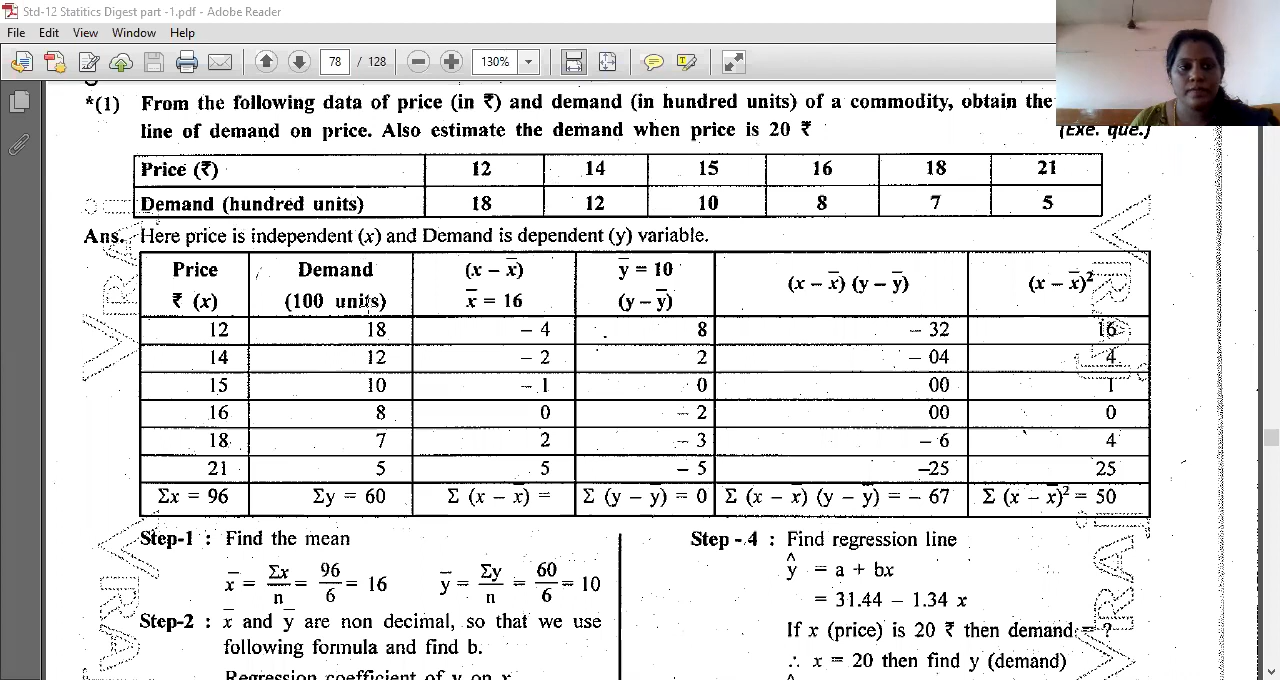 Std-12 Statitics Digest part -1.pdf - Adobe Reader
File Edit View Window Help
78 / 128 130%
*(1) From the following data of price (in ₹) and demand (in hundred units) of a commodity, obtain the
line of demand on price. Also estimate the demand when price is 20 ₹ (Exe. que.)
Price (₹) 12 14 15 16 18 21
Demand (hundred units) 18 12 10 8 7 5
Ans. Here price is independent (x) and Demand is dependent (y) variable.
Price ₹ (x) Demand (100 units) (x − x̅) x̅ = 16 y̅ = 10 (y − y̅) (x − x̅) (y − y̅) (x − x̅)²
12 18 − 4 8 − 32 16
14 12 − 2 2 − 04 4
15 10 − 1 0 00 1
16 8 0 − 2 00 0
18 7 2 − 3 − 6 4
21 5 5 − 5 −25 25
Σx = 96 Σy = 60 Σ (x − x̅) = Σ (y − y̅) = 0 Σ (x − x̅) (y − y̅) = − 67 Σ (x − x̅)² = 50
Step-1 : Find the mean
x̅ = Σx/n = 96/6 = 16 y̅ = Σy/n = 60/6 = 10
Step-2 : x̅ and y̅ are non decimal, so that we use
following formula and find b.
Regression coefficient of y on x
Step - 4 : Find regression line
ŷ = a + bx
= 31.44 − 1.34 x
If x (price) is 20 ₹ then demand = ?
∴ x = 20 then find y (demand)